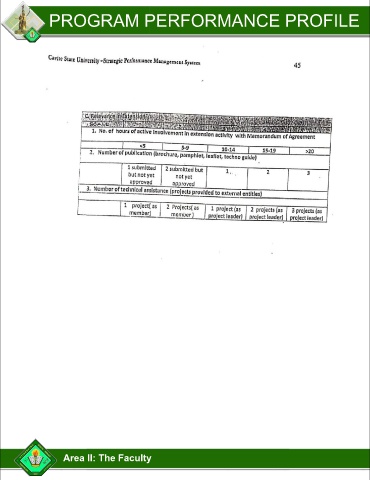 PROGRAM PERFORMANCE PROFILE
Cavite State University -Strategic Performance Management System
45
C. Relevance in Extension
1. No. of hours of active involvement in extension activity with Memorandum of Agreement
<5 5-9 10-14 15-19 >20
2. Number of publication (brochure, pamphlet, leaflet, techno guide)
1 submitted but not yet approved 2 submitted but not yet approved 1 2 3
3. Number of technical assistance (projects provided to external entities)
1 project( as member) 2 Projects( as member ) 1 project (as project leader) 2 projects (as project leader) 3 projects (as project leader)
Area II: The Faculty